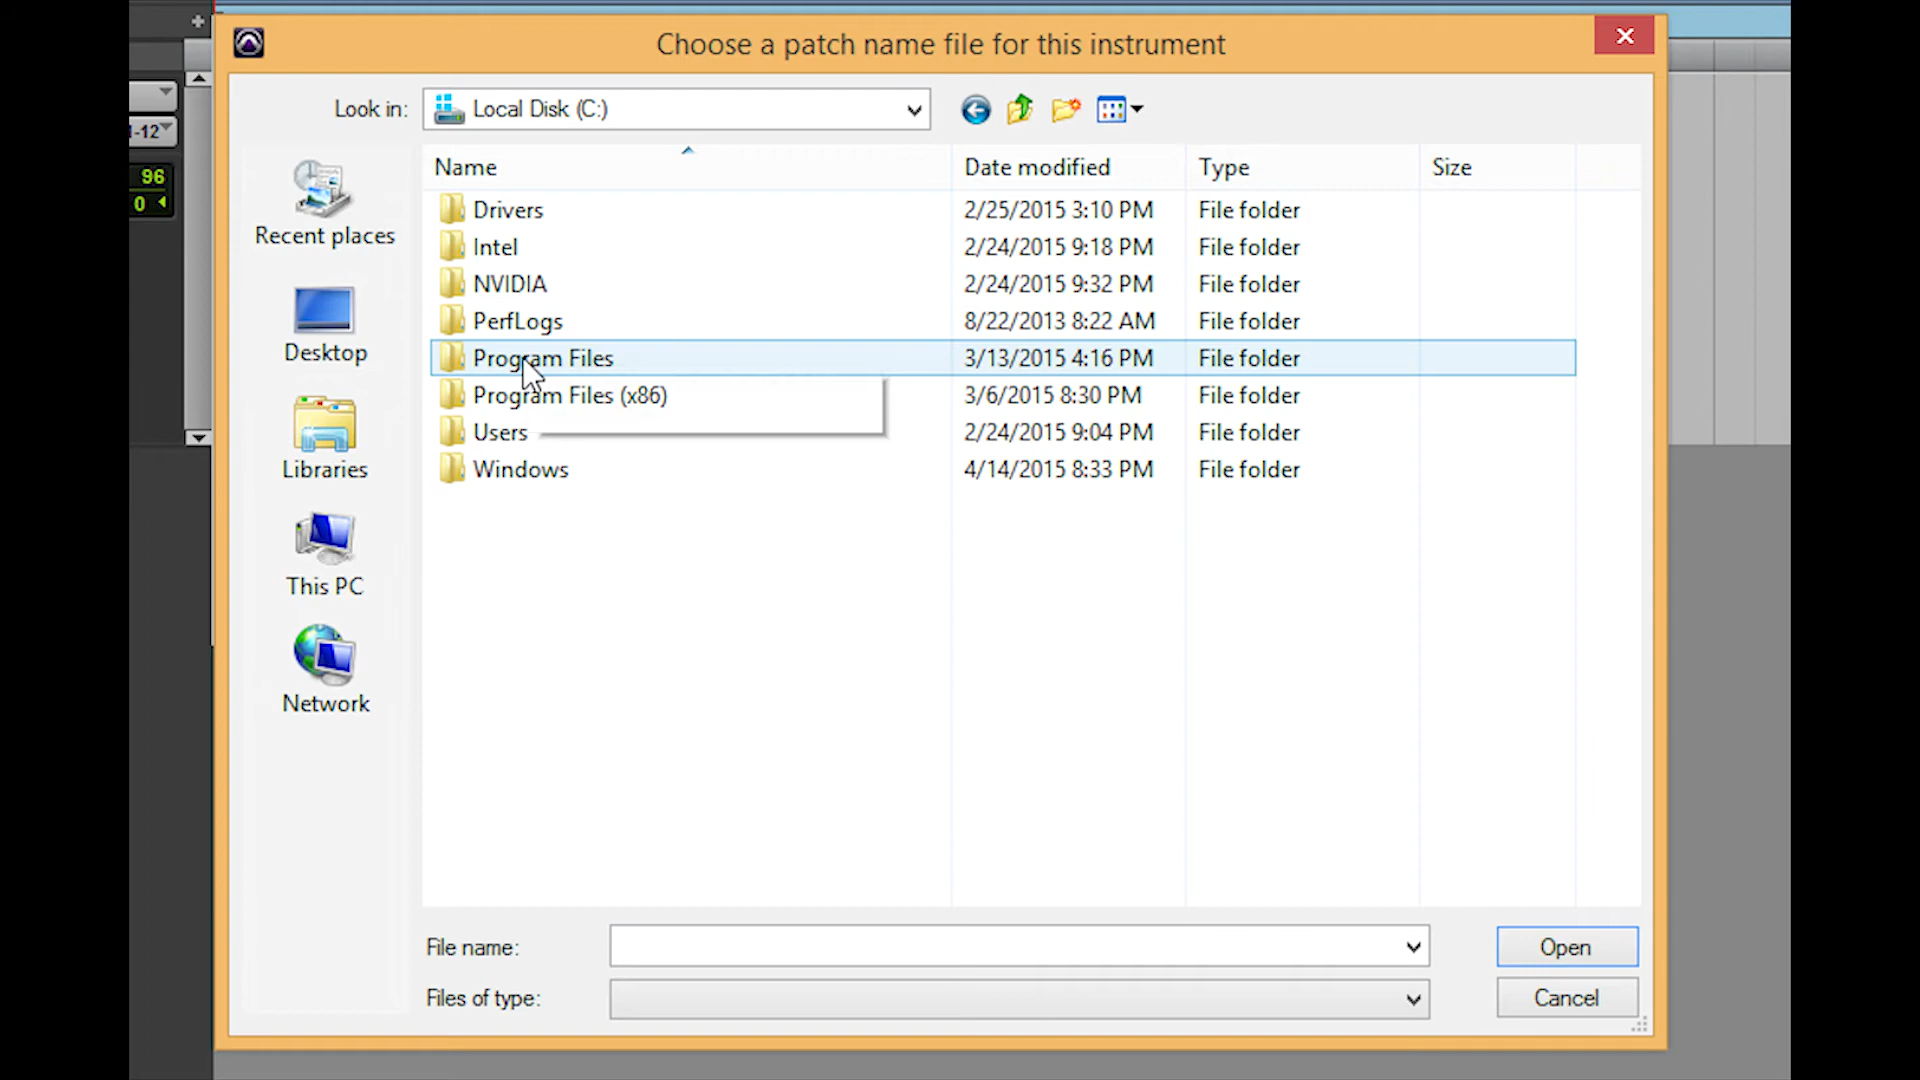 Choose a patch name file for this instrument
Look in: Local Disk (C:)
1-12
96
0
Recent places
Desktop
Libraries
This PC
Network
Name Date modified Type Size
Drivers 2/25/2015 3:10 PM File folder
Intel 2/24/2015 9:18 PM File folder
NVIDIA 2/24/2015 9:32 PM File folder
PerfLogs 8/22/2013 8:22 AM File folder
Program Files 3/13/2015 4:16 PM File folder
Program Files (x86) 3/6/2015 8:30 PM File folder
Users 2/24/2015 9:04 PM File folder
Windows 4/14/2015 8:33 PM File folder
File name:
Open
Files of type:
Cancel